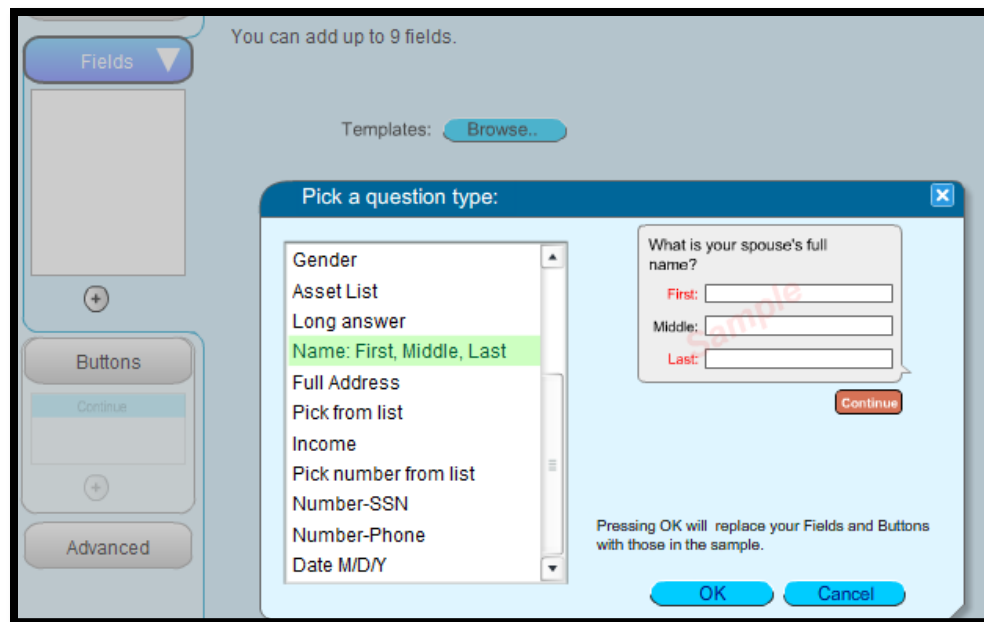 You can add up to 9 fields.
Fields
Templates: Browse..
Pick a question type:
Gender
Asset List
Long answer
Name: First, Middle, Last
Full Address
Pick from list
Income
Pick number from list
Number-SSN
Number-Phone
Date M/D/Y
What is your spouse's full
name?
First:
Middle:
Last:
Sample
Continue
Pressing OK will replace your Fields and Buttons
with those in the sample.
OK Cancel
Buttons
Continue
Advanced